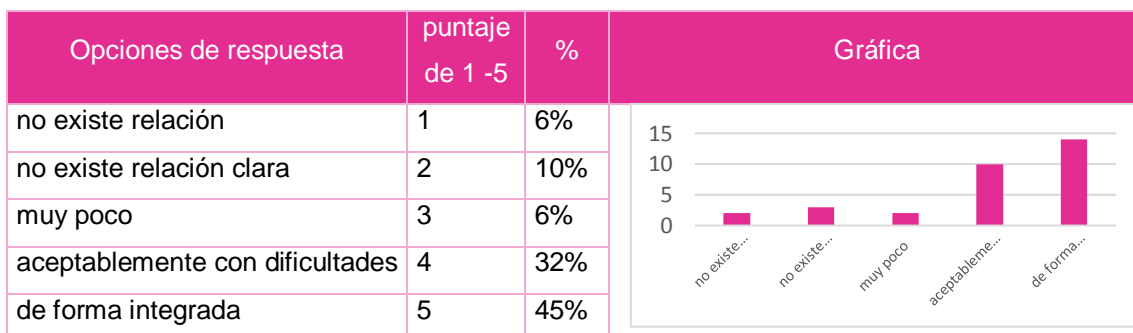 Opciones de respuesta puntaje de 1 -5 % Gráfica
no existe relación 1 6%
no existe relación clara 2 10%
muy poco 3 6%
aceptablemente con dificultades 4 32%
de forma integrada 5 45%
15
10
5
0
no existe...
no existe...
muy poco
aceptableme...
de forma...